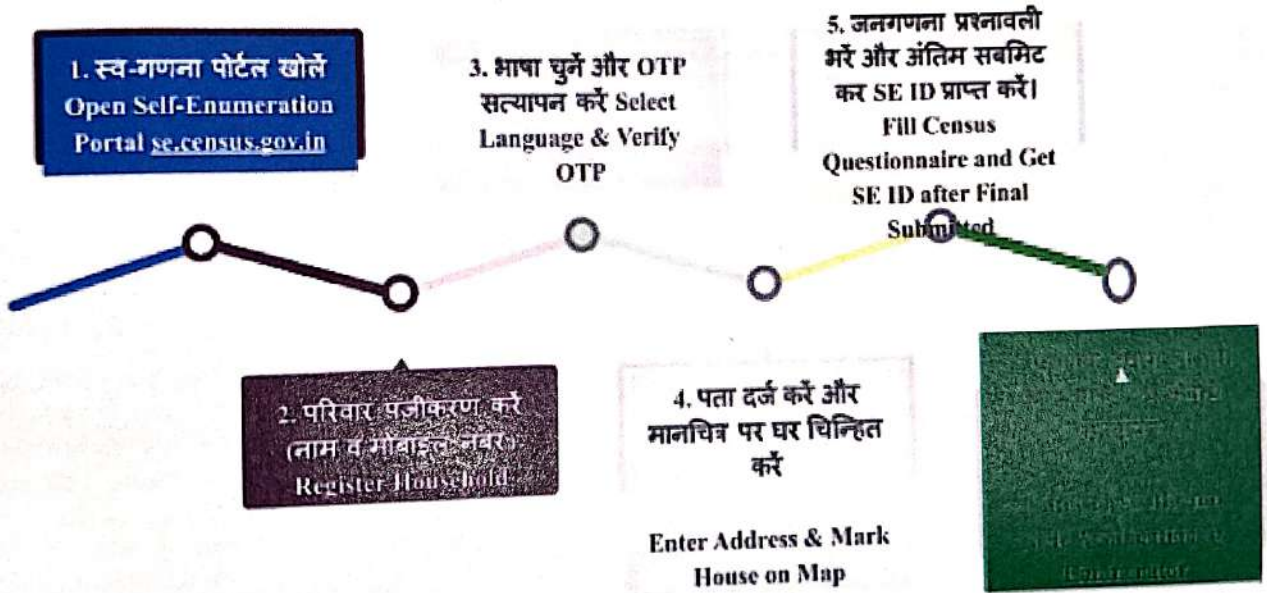 1. स्व-गणना पोर्टल खोलें
Open Self-Enumeration
Portal se.census.gov.in
2. परिवार पंजीकरण करें
(नाम व मोबाइल नंबर)
Register Household
3. भाषा चुनें और OTP
सत्यापन करें Select
Language & Verify
OTP
4. पता दर्ज करें और
मानचित्र पर घर चिन्हित
करें
Enter Address & Mark
House on Map
5. जनगणना प्रश्नावली
भरें और अंतिम सबमिट
कर SE ID प्राप्त करें।
Fill Census
Questionnaire and Get
SE ID after Final
Submitted